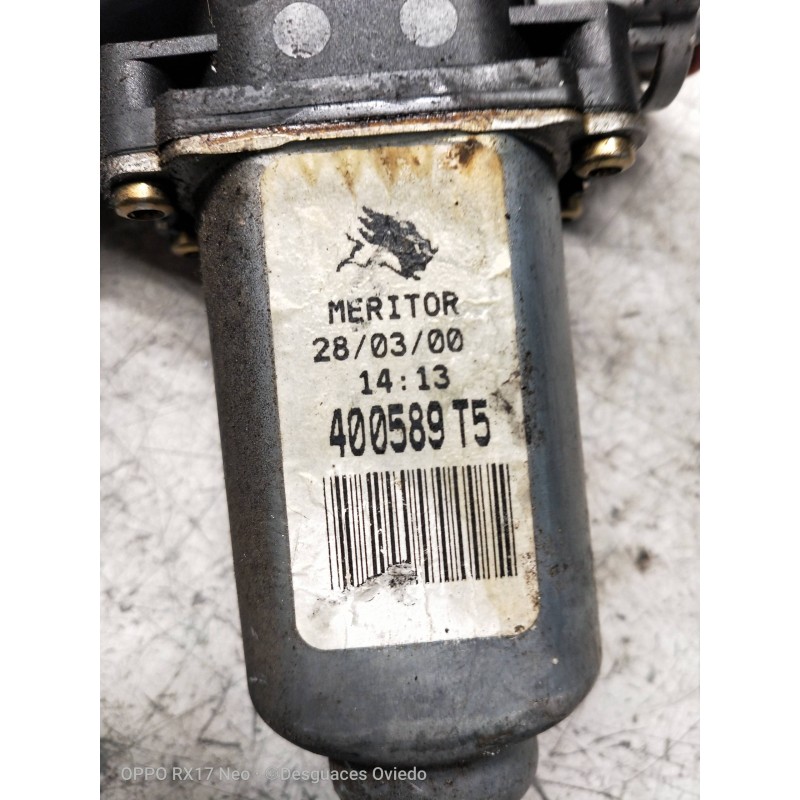 MERITOR
28/03/00
14:13
400589 T5
OPPO RX17 Neo · ©Desguaces Oviedo